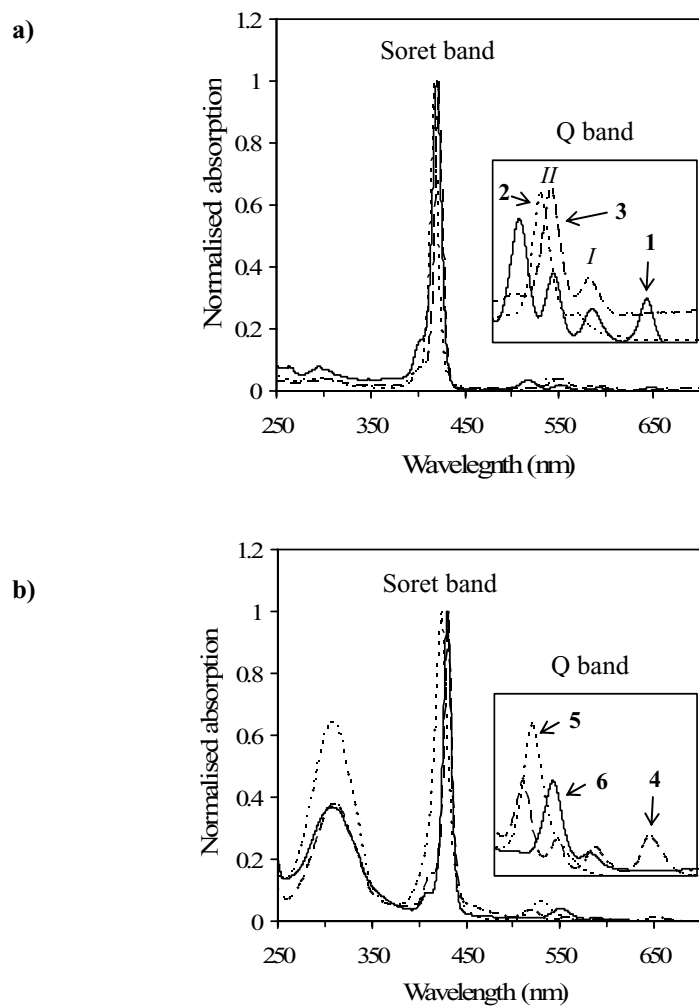 a)
1.2
1
0.8
0.6
0.4
0.2
0
Normalised absorption
Soret band
Q band
2
II
3
I
1
250
350
450
550
650
Wavelegnth (nm)
b)
1.2
1
0.8
0.6
0.4
0.2
0
Normalised absorption
Soret band
Q band
5
6
4
250
350
450
550
650
Wavelength (nm)